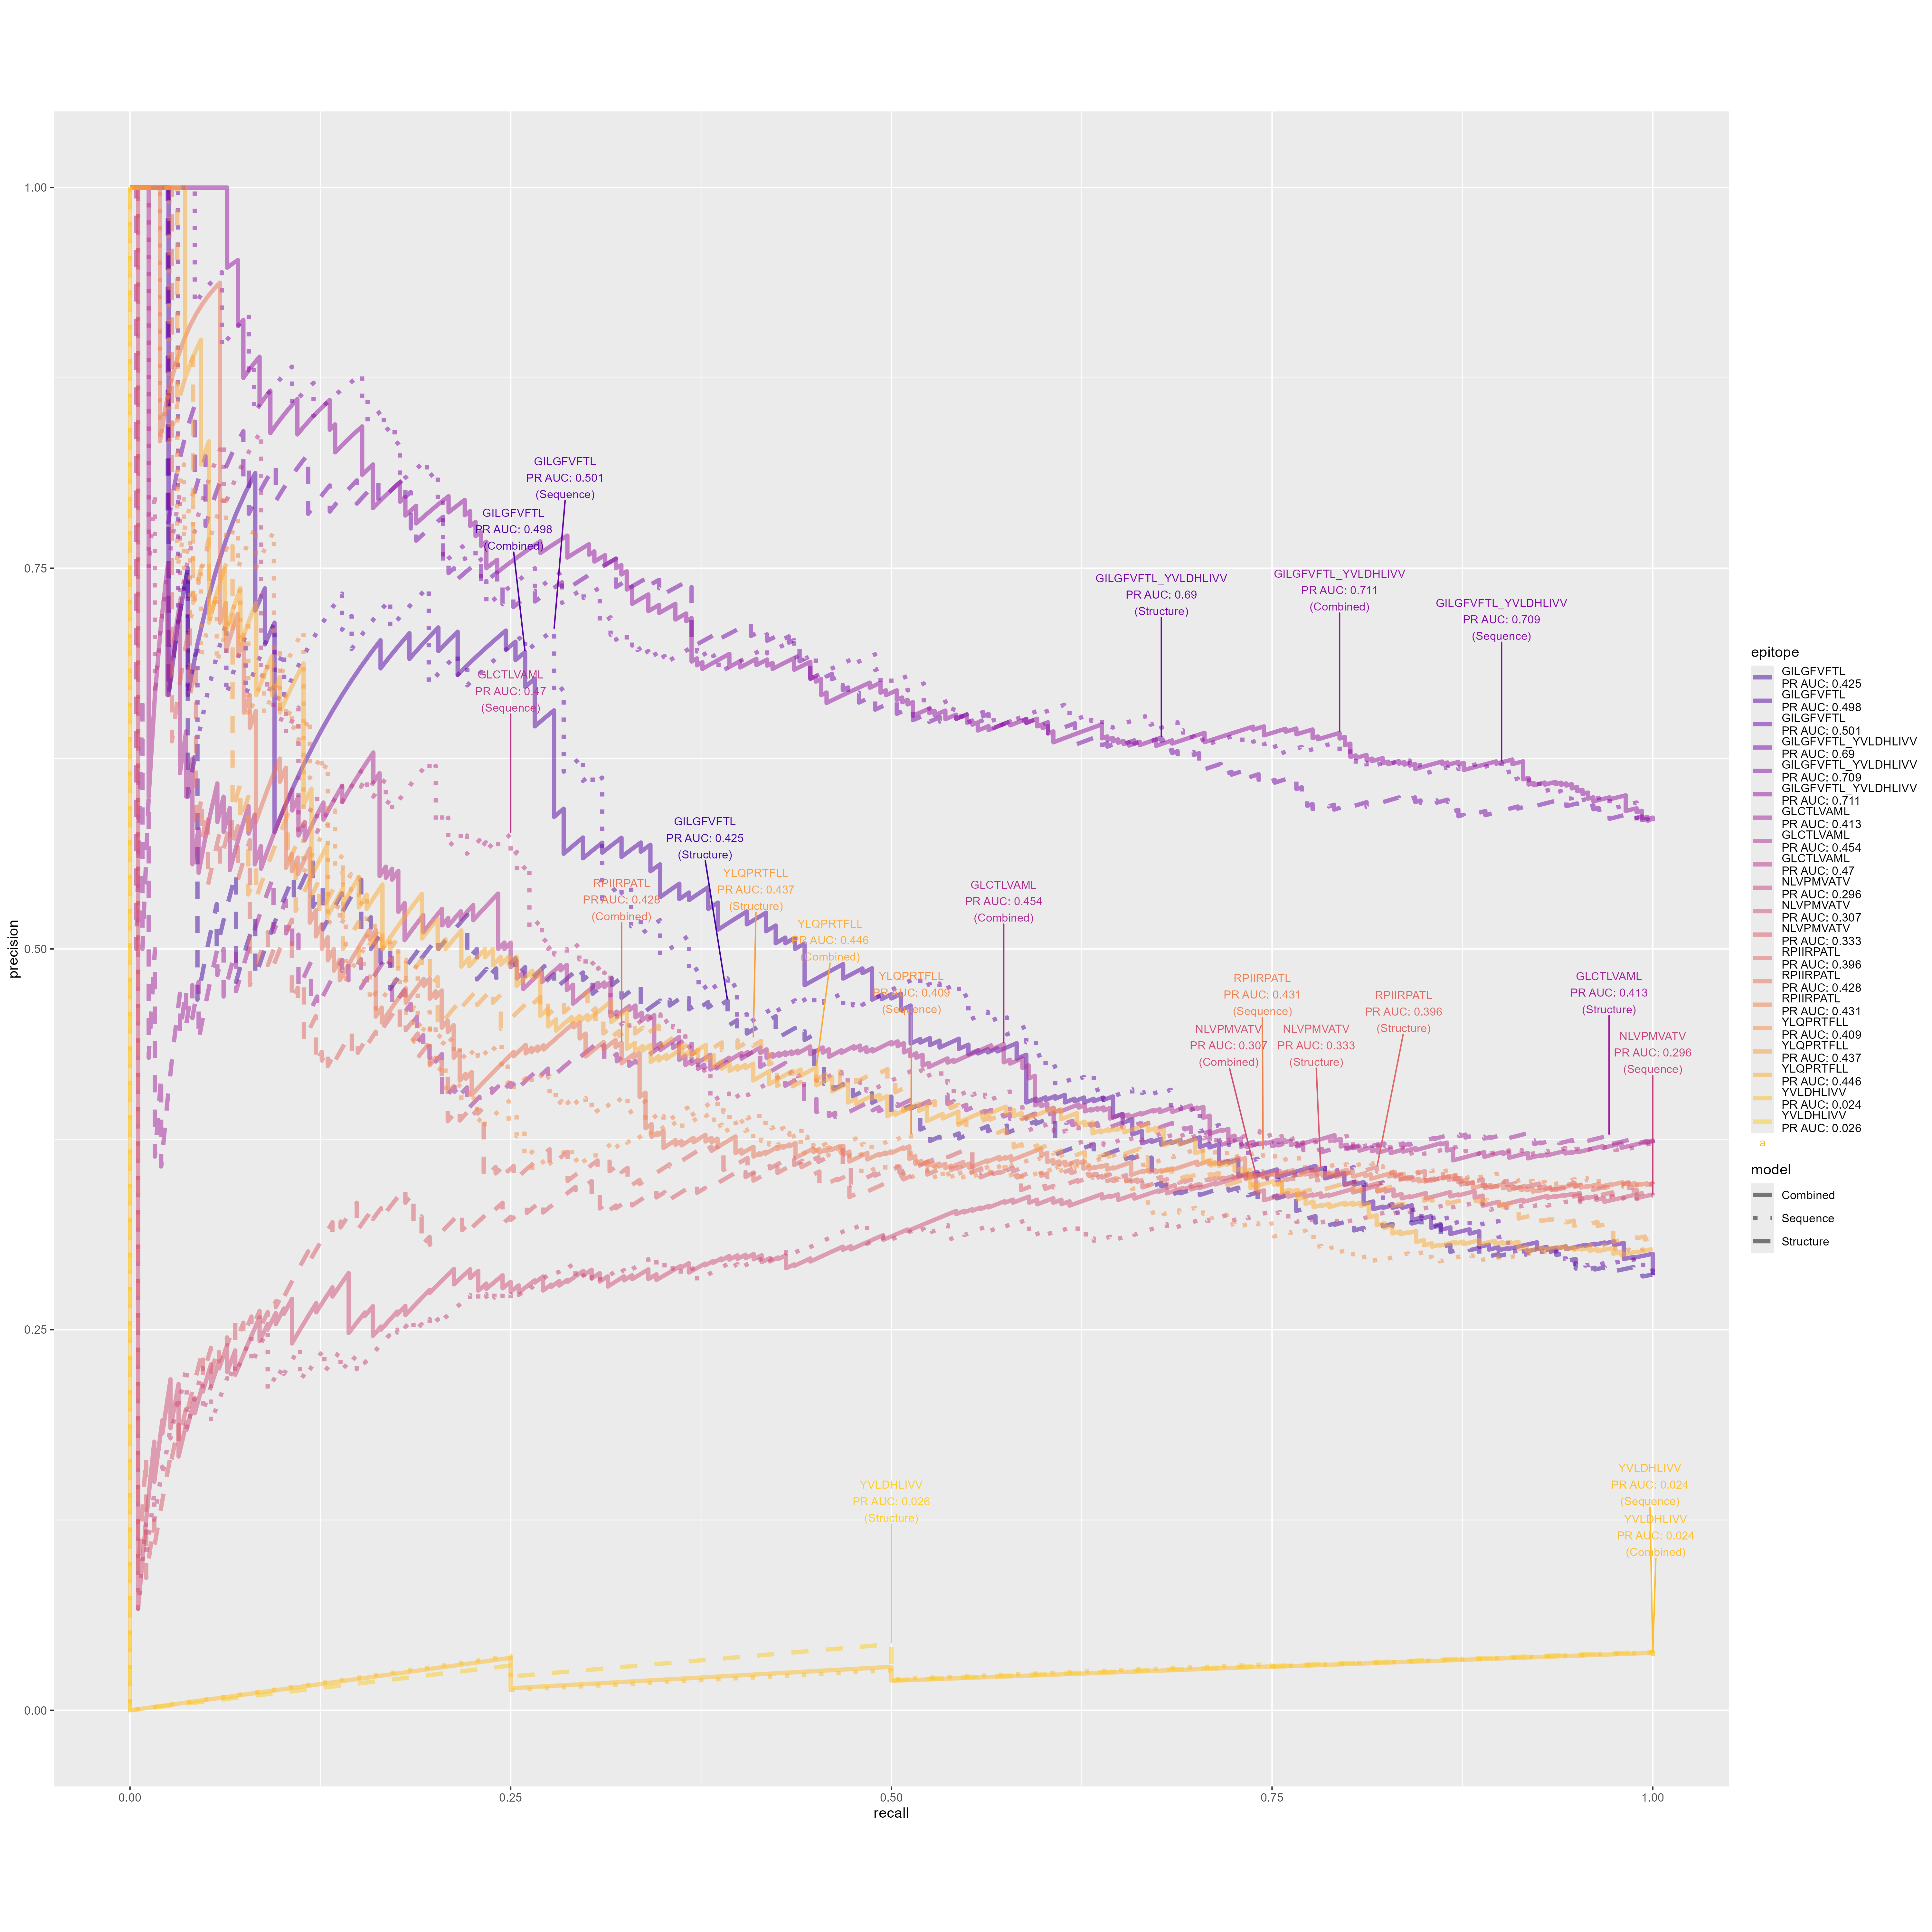 precision
1.00
0.75
0.50
0.25
0.00
GILGFVFTL
PR AUC: 0.501
(Sequence)
GILGFVFTL
PR AUC: 0.498
(Combined)
GLCTLVAML
PR AUC: 0.47
(Sequence)
GILGFVFTL_YVLDHLIVV
PR AUC: 0.69
(Structure)
GILGFVFTL_YVLDHLIVV
PR AUC: 0.711
(Combined)
GILGFVFTL_YVLDHLIVV
PR AUC: 0.709
(Sequence)
GILGFVFTL
PR AUC: 0.425
(Structure)
RPIIRPATL
PR AUC: 0.428
(Combined)
YLQPRTFLL
PR AUC: 0.437
(Structure)
YLQPRTFLL
PR AUC: 0.446
(Combined)
YLQPRTFLL
PR AUC: 0.409
(Sequence)
GLCTLVAML
PR AUC: 0.454
(Combined)
RPIIRPATL
PR AUC: 0.431
(Sequence)
NLVPMVATV
PR AUC: 0.307
(Combined)
NLVPMVATV
PR AUC: 0.333
(Structure)
RPIIRPATL
PR AUC: 0.396
(Structure)
GLCTLVAML
PR AUC: 0.413
(Structure)
NLVPMVATV
PR AUC: 0.296
(Sequence)
YVLDHLIVV
PR AUC: 0.026
(Structure)
YVLDHLIVV
PR AUC: 0.024
(Sequence)
YVLDHLIVV
PR AUC: 0.024
(Combined)
0.00
0.25
0.50
0.75
1.00
recall
epitope
GILGFVFTL
PR AUC: 0.425
GILGFVFTL
PR AUC: 0.498
GILGFVFTL
PR AUC: 0.501
GILGFVFTL_YVLDHLIVV
PR AUC: 0.69
GILGFVFTL_YVLDHLIVV
PR AUC: 0.709
GILGFVFTL_YVLDHLIVV
PR AUC: 0.711
GLCTLVAML
PR AUC: 0.413
GLCTLVAML
PR AUC: 0.454
GLCTLVAML
PR AUC: 0.47
NLVPMVATV
PR AUC: 0.296
NLVPMVATV
PR AUC: 0.307
NLVPMVATV
PR AUC: 0.333
RPIIRPATL
PR AUC: 0.396
RPIIRPATL
PR AUC: 0.428
RPIIRPATL
PR AUC: 0.431
YLQPRTFLL
PR AUC: 0.409
YLQPRTFLL
PR AUC: 0.437
YLQPRTFLL
PR AUC: 0.446
YVLDHLIVV
PR AUC: 0.024
YVLDHLIVV
PR AUC: 0.026
a
model
Combined
Sequence
Structure